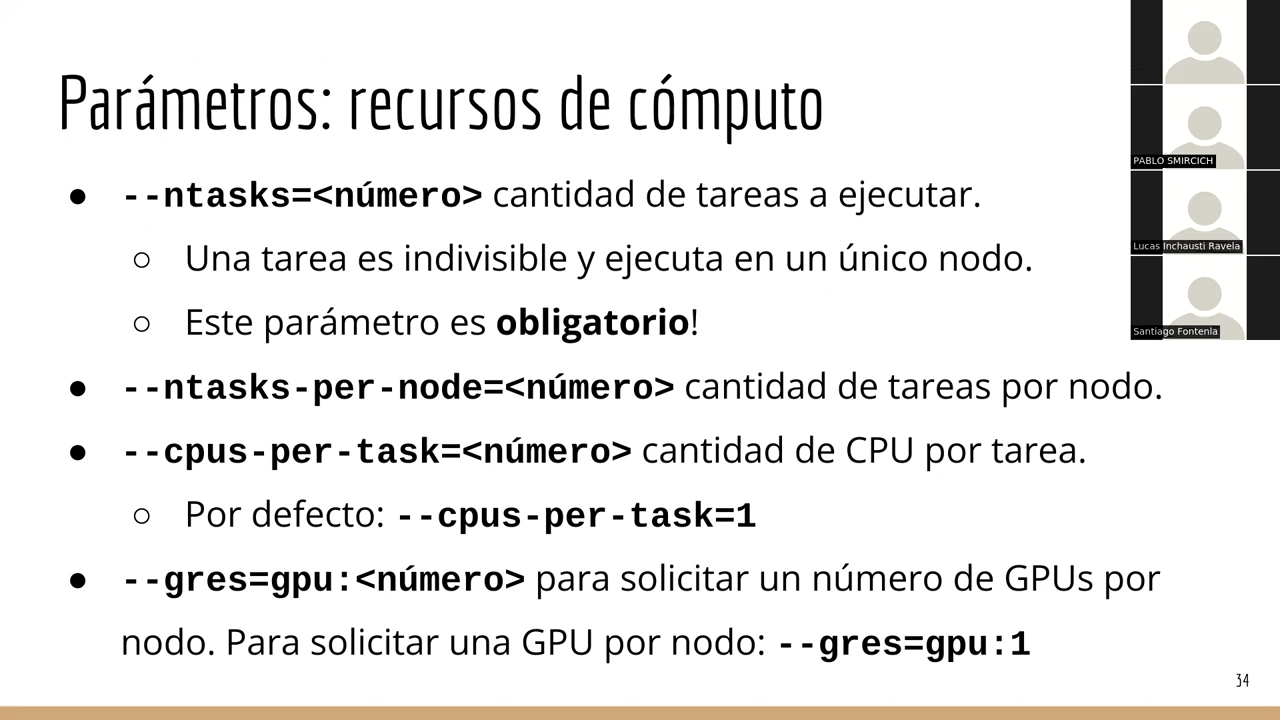 Parámetros: recursos de cómputo
● --ntasks=<número> cantidad de tareas a ejecutar.
○ Una tarea es indivisible y ejecuta en un único nodo.
○ Este parámetro es obligatorio!
● --ntasks-per-node=<número> cantidad de tareas por nodo.
● --cpus-per-task=<número> cantidad de CPU por tarea.
○ Por defecto: --cpus-per-task=1
● --gres=gpu:<número> para solicitar un número de GPUs por
nodo. Para solicitar una GPU por nodo: --gres=gpu:1
34
PABLO SMIRCICH
Lucas Inchausti Ravela
Santiago Fontenla